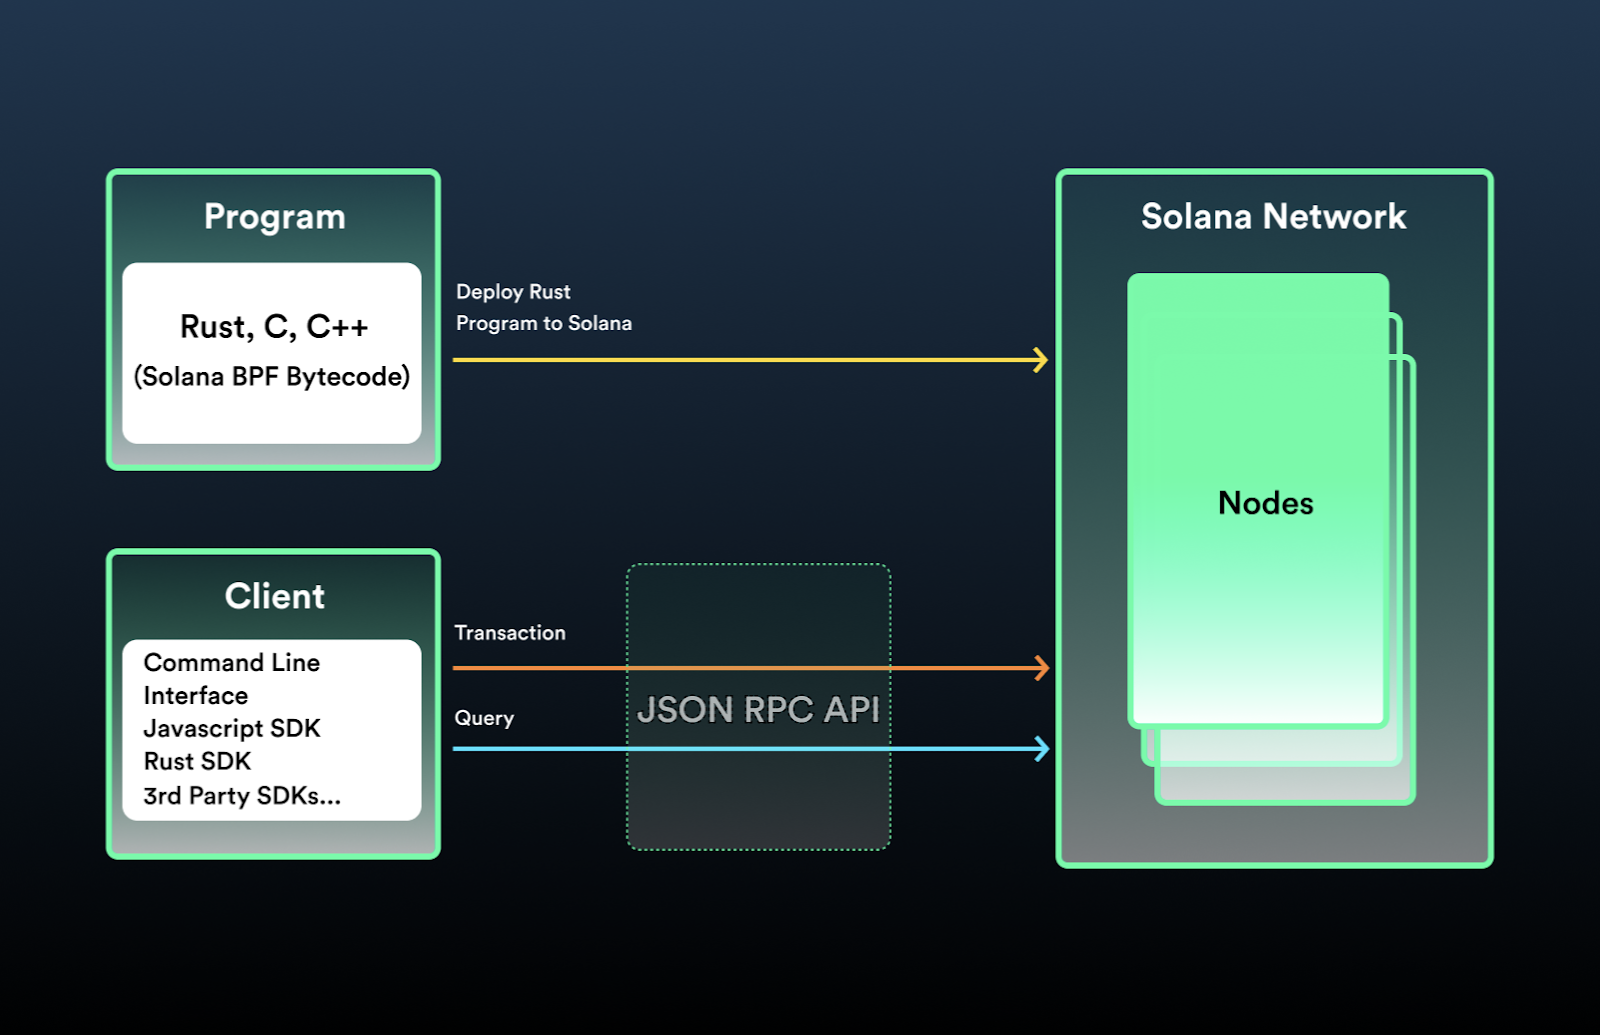 Program
Rust, C, C++
(Solana BPF Bytecode)
Deploy Rust
Program to Solana
Solana Network
Nodes
Client
Command Line
Interface
Javascript SDK
Rust SDK
3rd Party SDKs...
Transaction
Query
JSON RPC API